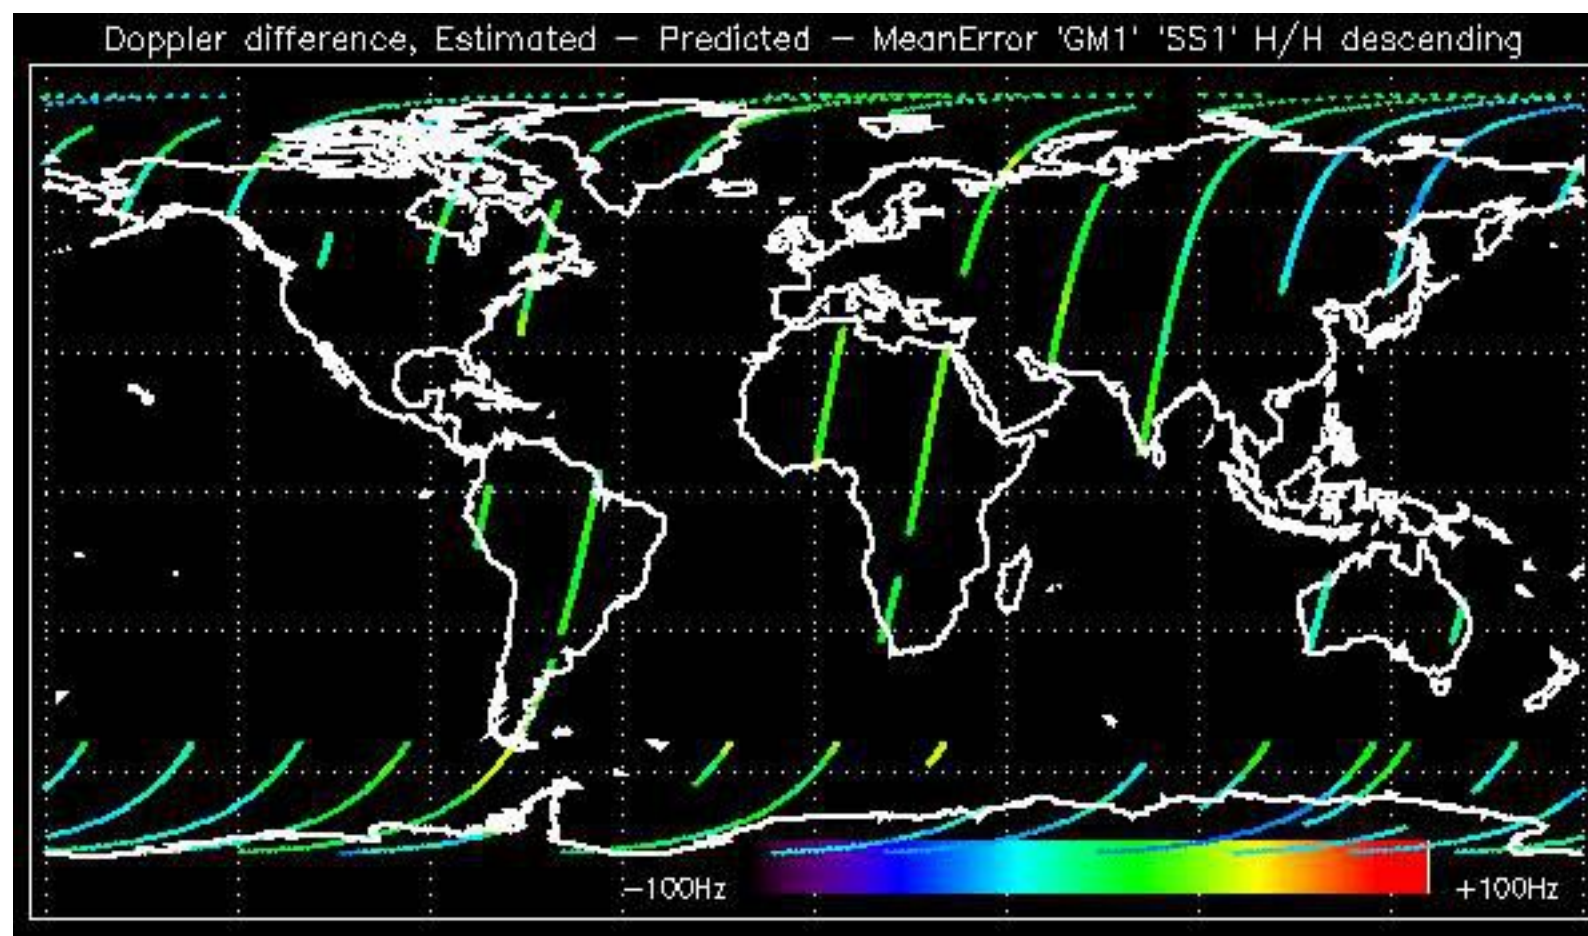 Doppler difference, Estimated — Predicted — MeanError 'GM1' 'SS1' H/H descending
−100Hz +100Hz